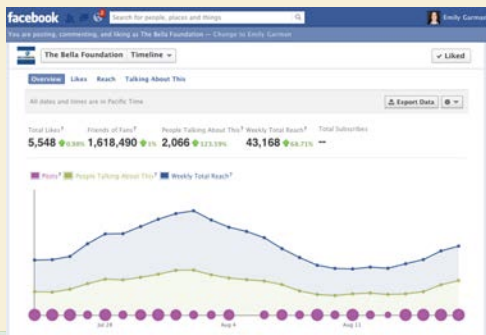 facebook
Search for people, places and things
Emily Garman
You are posting, commenting, and liking as The Bella Foundation — Change to Emily Garman
The Bella Foundation
Timeline
✓ Liked
Overview Likes Reach Talking About This
All dates and times are in Pacific Time
Export Data
Total Likes? Friends of Fans? People Talking About This? Weekly Total Reach? Total Subscribes
5,548 0.98% 1,618,490 1% 2,066 123.59% 43,168 68.71% --
Posts? People Talking About This? Weekly Total Reach?
Jul 28 Aug 4 Aug 11